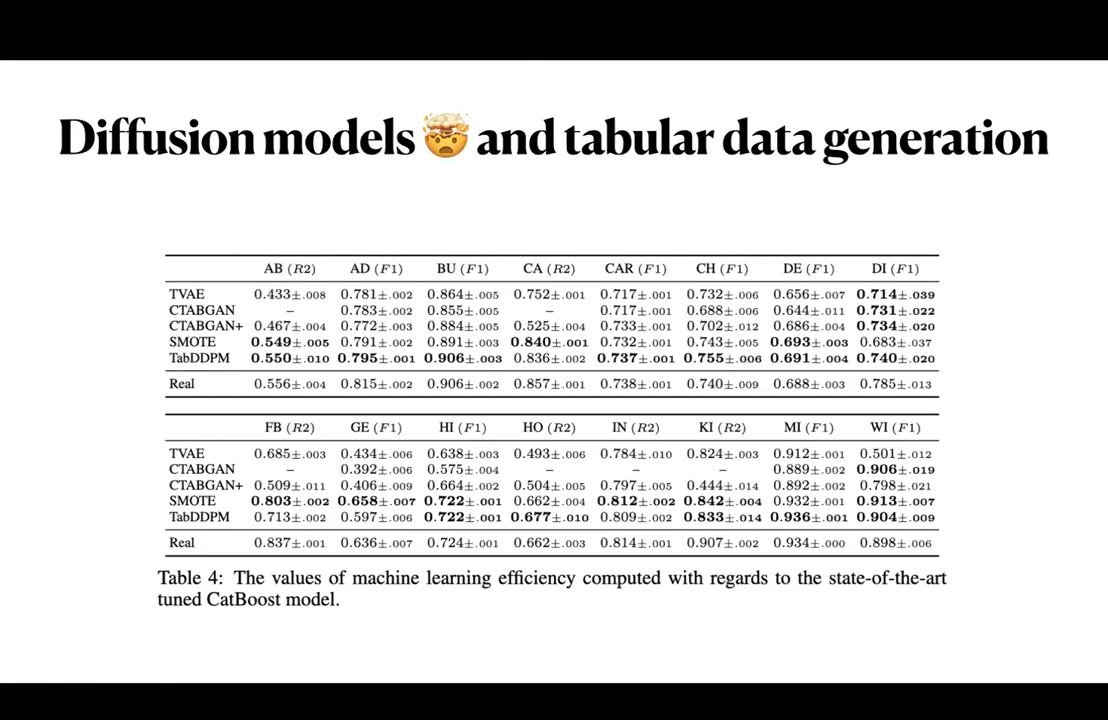 Diffusion models 🤯 and tabular data generation
AB (R2) AD (F1) BU (F1) CA (R2) CAR (F1) CH (F1) DE (F1) DI (F1)
TVAE 0.433±.008 0.781±.002 0.864±.005 0.752±.001 0.717±.001 0.732±.006 0.656±.007 0.714±.039
CTABGAN – 0.783±.002 0.855±.005 – 0.717±.001 0.688±.006 0.644±.011 0.731±.022
CTABGAN+ 0.467±.004 0.772±.003 0.884±.005 0.525±.004 0.733±.001 0.702±.012 0.686±.004 0.734±.020
SMOTE 0.549±.005 0.791±.002 0.891±.003 0.840±.001 0.732±.001 0.743±.005 0.693±.003 0.683±.037
TabDDPM 0.550±.010 0.795±.001 0.906±.003 0.836±.002 0.737±.001 0.755±.006 0.691±.004 0.740±.020
Real 0.556±.004 0.815±.002 0.906±.002 0.857±.001 0.738±.001 0.740±.009 0.688±.003 0.785±.013
FB (R2) GE (F1) HI (F1) HO (R2) IN (R2) KI (R2) MI (F1) WI (F1)
TVAE 0.685±.003 0.434±.006 0.638±.003 0.493±.006 0.784±.010 0.824±.003 0.912±.001 0.501±.012
CTABGAN – 0.392±.006 0.575±.004 – – – 0.889±.002 0.906±.019
CTABGAN+ 0.509±.011 0.406±.009 0.664±.002 0.504±.005 0.797±.005 0.444±.014 0.892±.002 0.798±.021
SMOTE 0.803±.002 0.658±.007 0.722±.001 0.662±.004 0.812±.002 0.842±.004 0.932±.001 0.913±.007
TabDDPM 0.713±.002 0.597±.006 0.722±.001 0.677±.010 0.809±.002 0.833±.014 0.936±.001 0.904±.009
Real 0.837±.001 0.636±.007 0.724±.001 0.662±.003 0.814±.001 0.907±.002 0.934±.000 0.898±.006
Table 4: The values of machine learning efficiency computed with regards to the state-of-the-art
tuned CatBoost model.